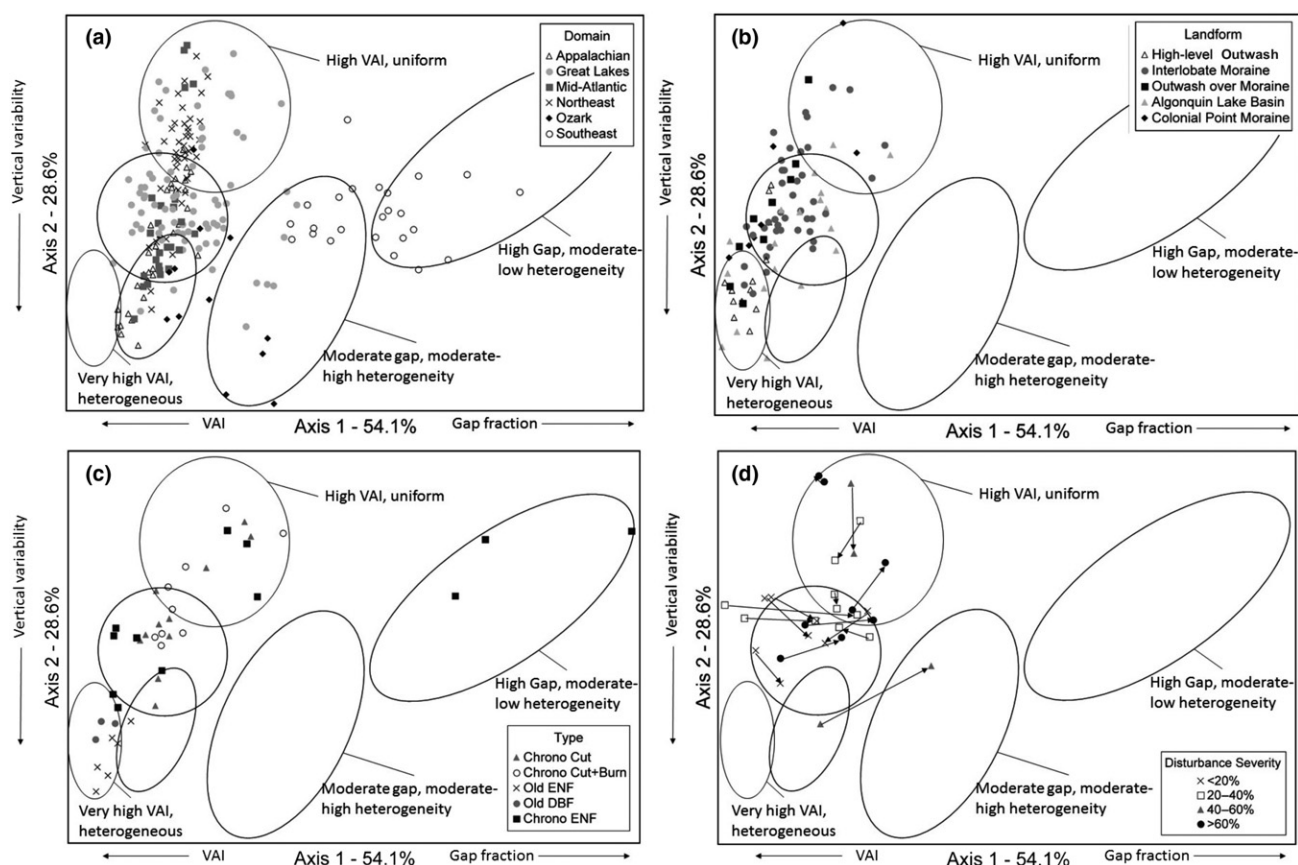 (a)
High VAI, uniform
Domain
Appalachian
Great Lakes
Mid-Atlantic
Northeast
Ozark
Southeast
Vertical variability
Axis 2 - 28.6%
High Gap, moderate-
low heterogeneity
Moderate gap, moderate-
high heterogeneity
Very high VAI,
heterogeneous
VAI
Axis 1 - 54.1%
Gap fraction
(b)
High VAI, uniform
Landform
High-level Outwash
Interlobate Moraine
Outwash over Moraine
Algonquin Lake Basin
Colonial Point Moraine
Vertical variability
Axis 2 - 28.6%
High Gap, moderate-
low heterogeneity
Moderate gap, moderate-
high heterogeneity
Very high VAI,
heterogeneous
VAI
Axis 1 - 54.1%
Gap fraction
(c)
High VAI, uniform
Vertical variability
Axis 2 - 28.6%
High Gap, moderate-
low heterogeneity
Type
Chrono Cut
Chrono Cut+Burn
Old ENF
Old DBF
Chrono ENF
Moderate gap, moderate-
high heterogeneity
Very high VAI,
heterogeneous
VAI
Axis 1 - 54.1%
Gap fraction
(d)
High VAI, uniform
Vertical variability
Axis 2 - 28.6%
High Gap, moderate-
low heterogeneity
Disturbance Severity
<20%
20–40%
40–60%
>60%
Moderate gap, moderate-
high heterogeneity
Very high VAI,
heterogeneous
VAI
Axis 1 - 54.1%
Gap fraction